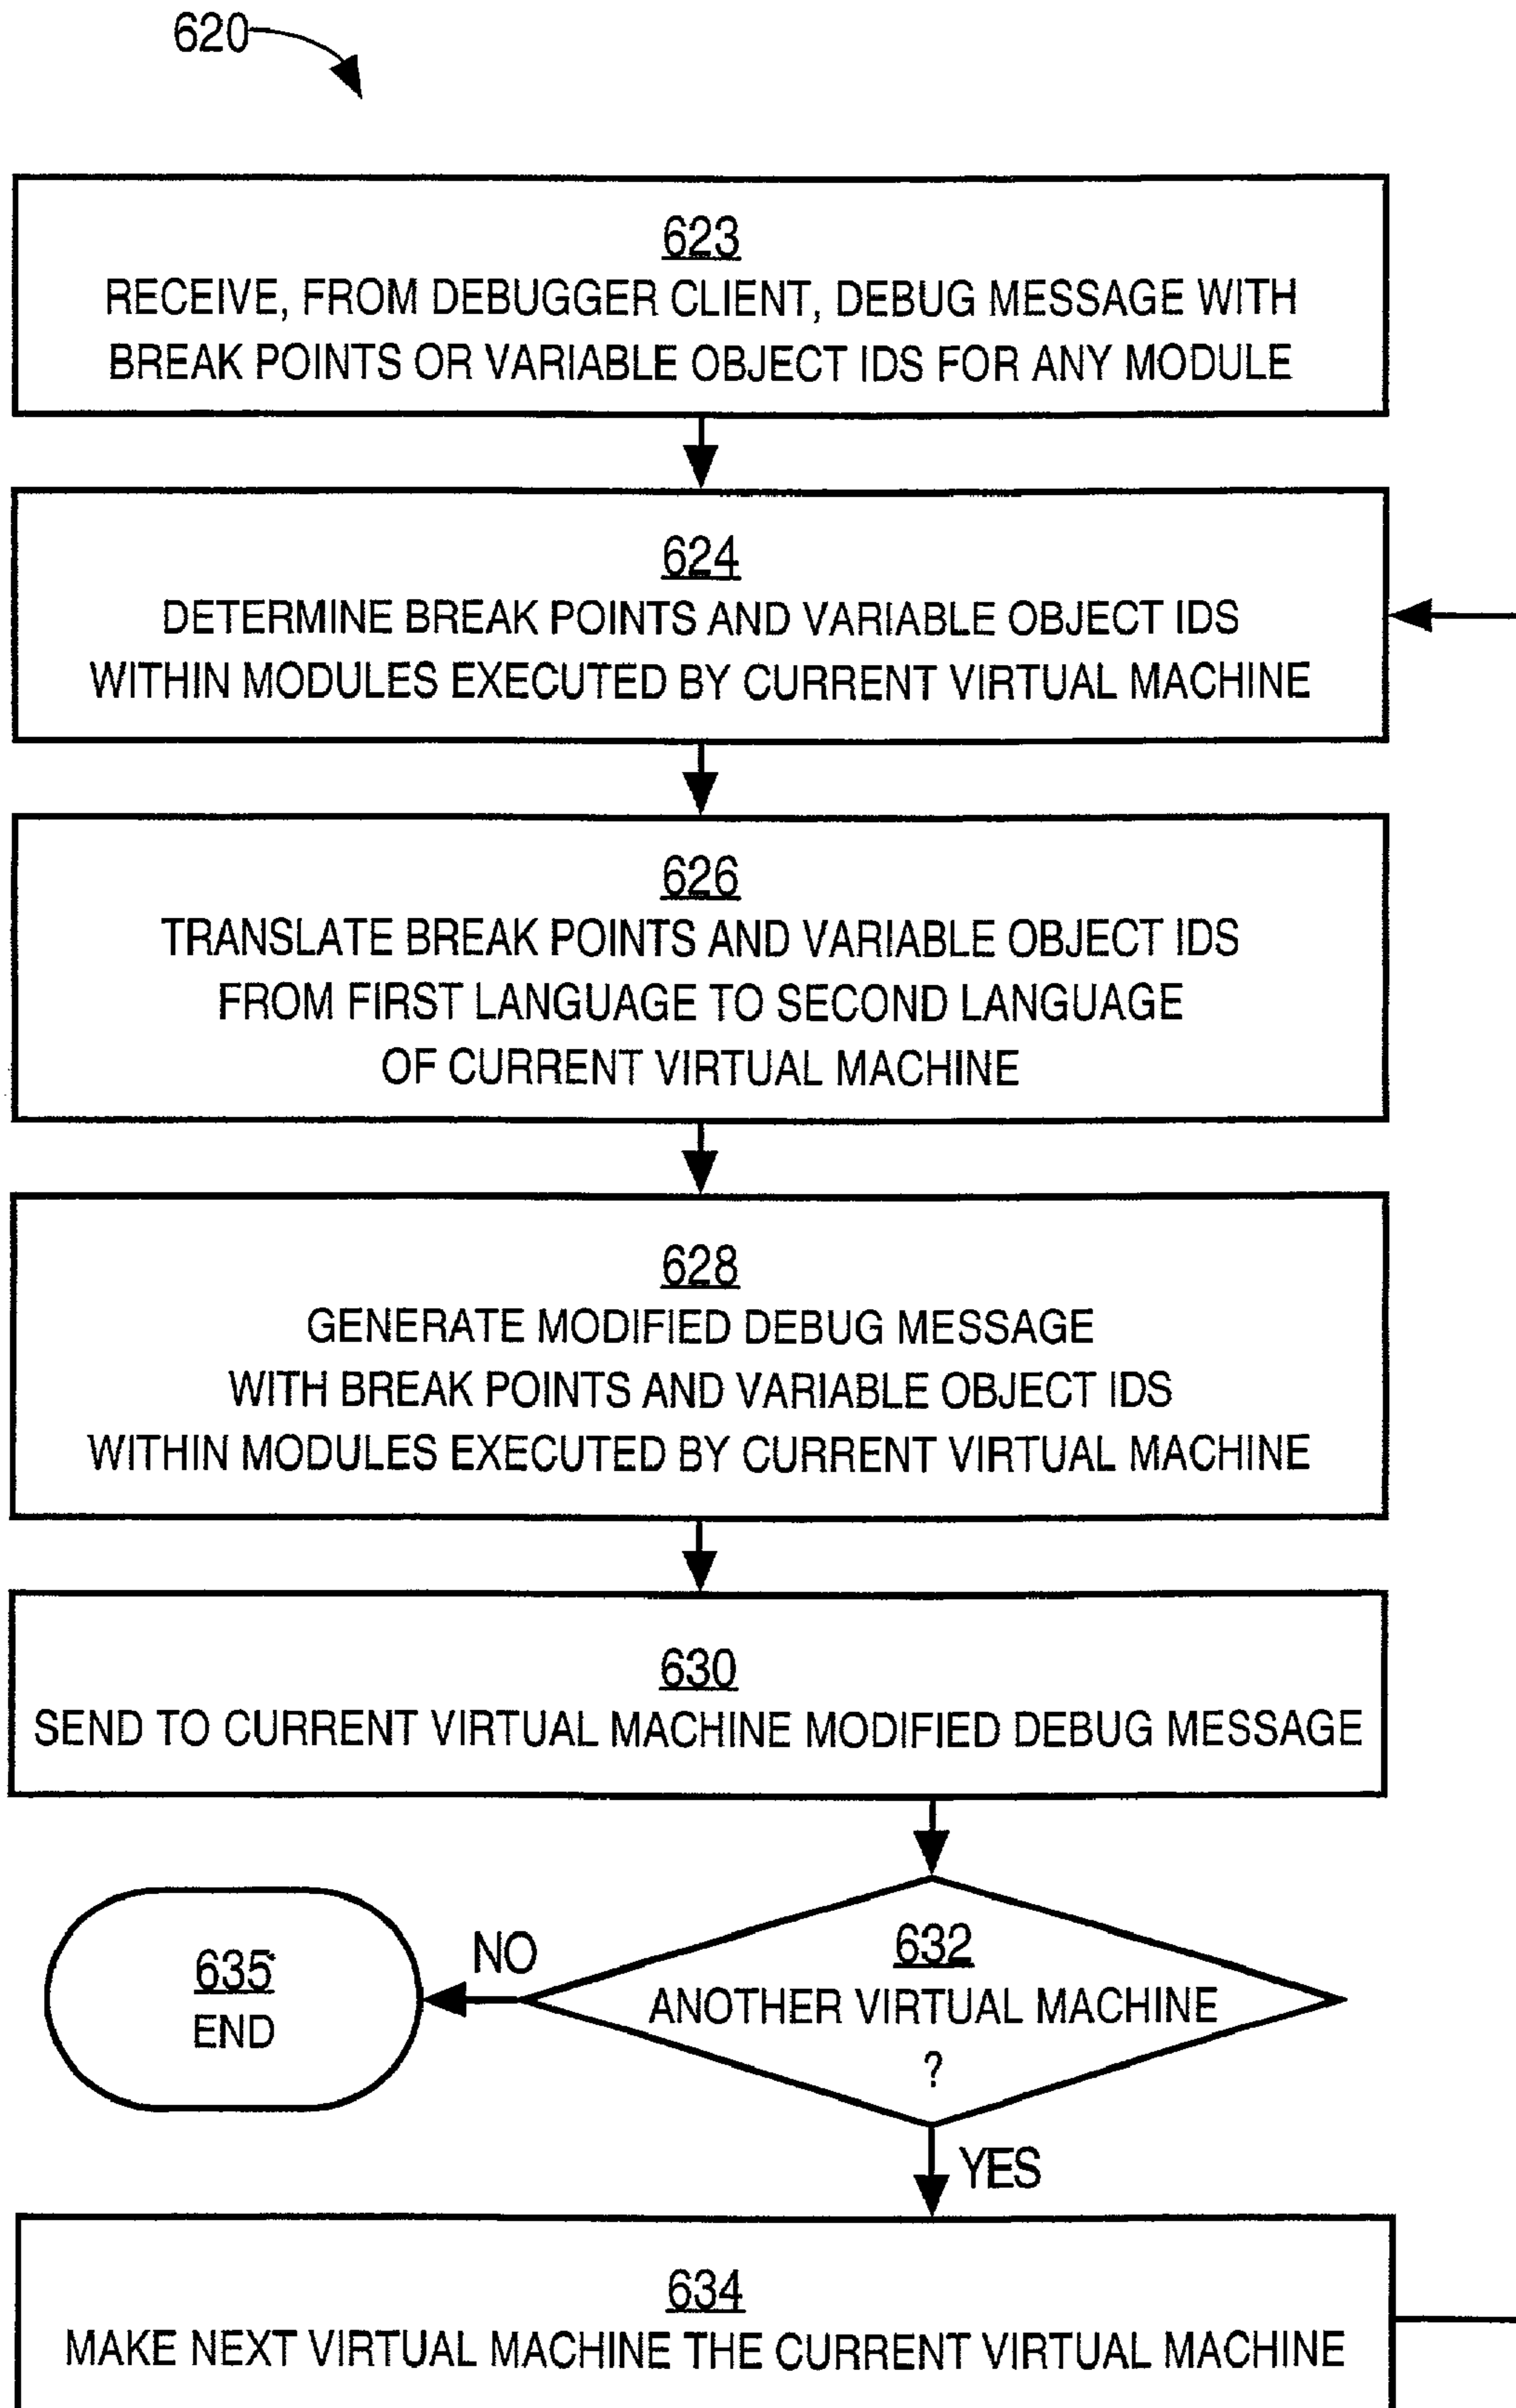 620
623
RECEIVE, FROM DEBUGGER CLIENT, DEBUG MESSAGE WITH
BREAK POINTS OR VARIABLE OBJECT IDS FOR ANY MODULE
624
DETERMINE BREAK POINTS AND VARIABLE OBJECT IDS
WITHIN MODULES EXECUTED BY CURRENT VIRTUAL MACHINE
626
TRANSLATE BREAK POINTS AND VARIABLE OBJECT IDS
FROM FIRST LANGUAGE TO SECOND LANGUAGE
OF CURRENT VIRTUAL MACHINE
628
GENERATE MODIFIED DEBUG MESSAGE
WITH BREAK POINTS AND VARIABLE OBJECT IDS
WITHIN MODULES EXECUTED BY CURRENT VIRTUAL MACHINE
630
SEND TO CURRENT VIRTUAL MACHINE MODIFIED DEBUG MESSAGE
632
ANOTHER VIRTUAL MACHINE
?
NO
635
END
YES
634
MAKE NEXT VIRTUAL MACHINE THE CURRENT VIRTUAL MACHINE